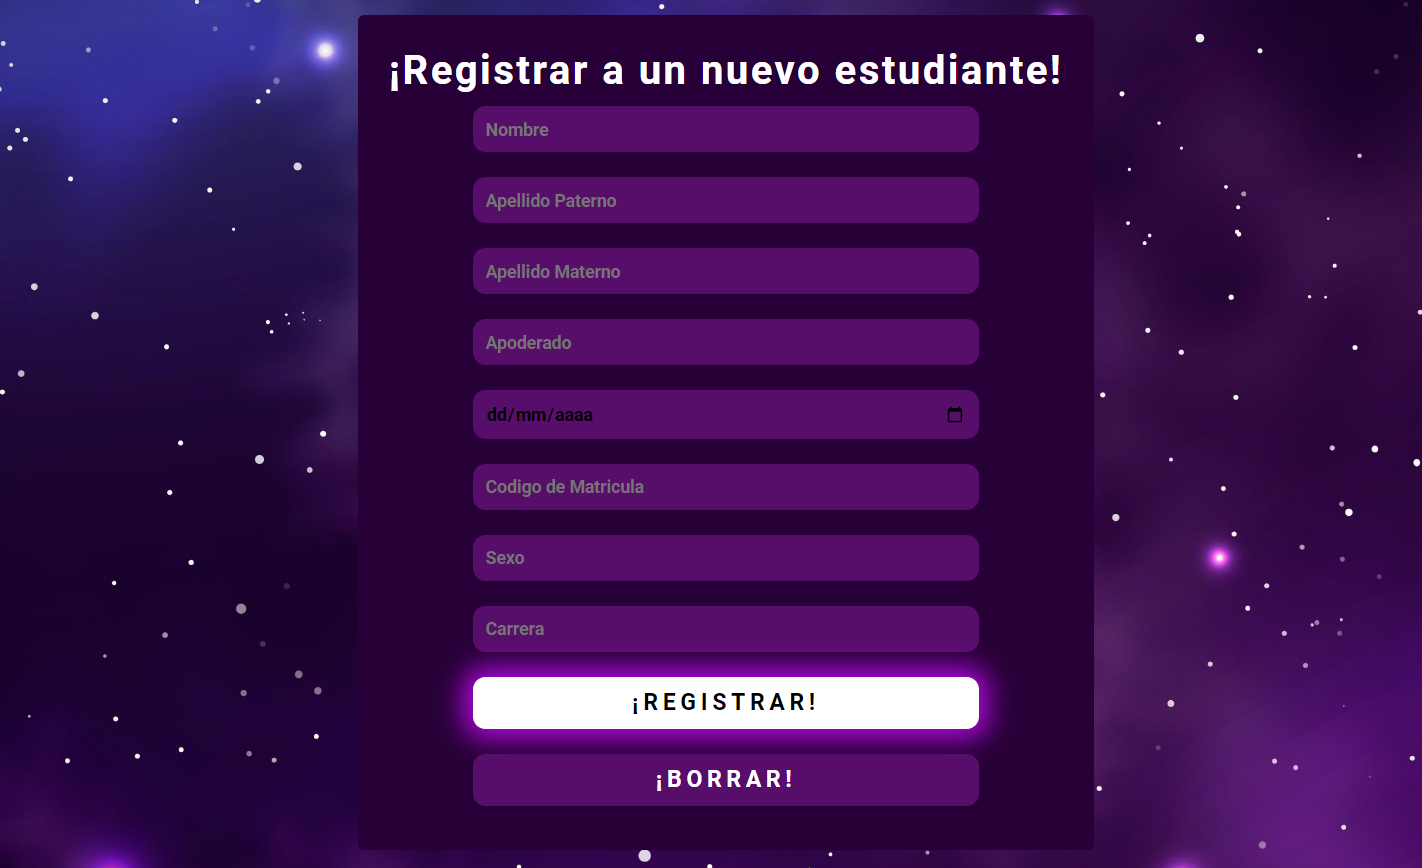 ¡Registrar a un nuevo estudiante!
Nombre
Apellido Paterno
Apellido Materno
Apoderado
dd/mm/aaaa
Codigo de Matricula
Sexo
Carrera
¡REGISTRAR!
¡BORRAR!